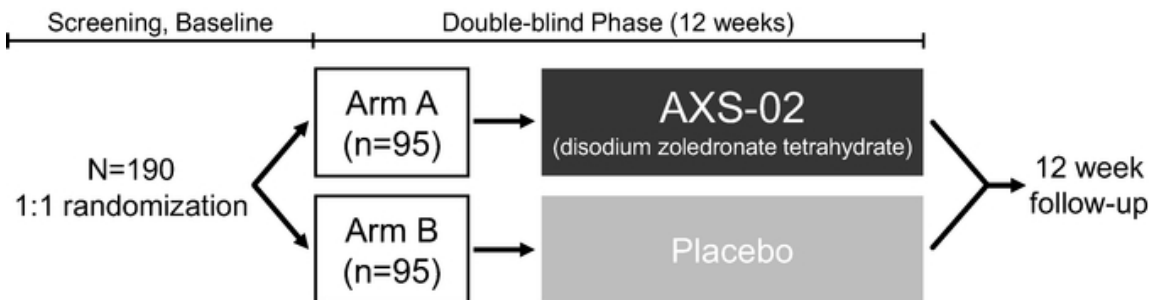 Screening, Baseline
Double-blind Phase (12 weeks)
N=190
1:1 randomization
Arm A
(n=95)
AXS-02
(disodium zoledronate tetrahydrate)
Arm B
(n=95)
Placebo
12 week
follow-up